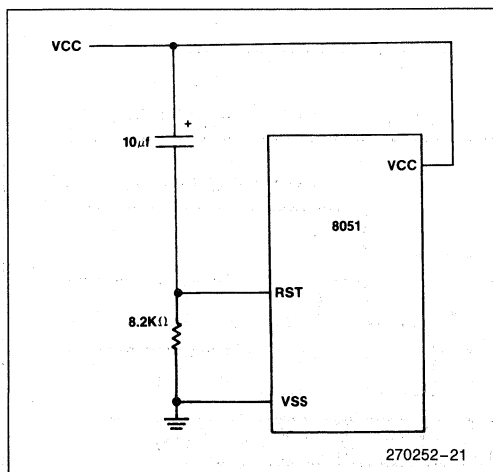 VCC
+
10μf
VCC
8051
RST
8.2KΩ
VSS
270252-21